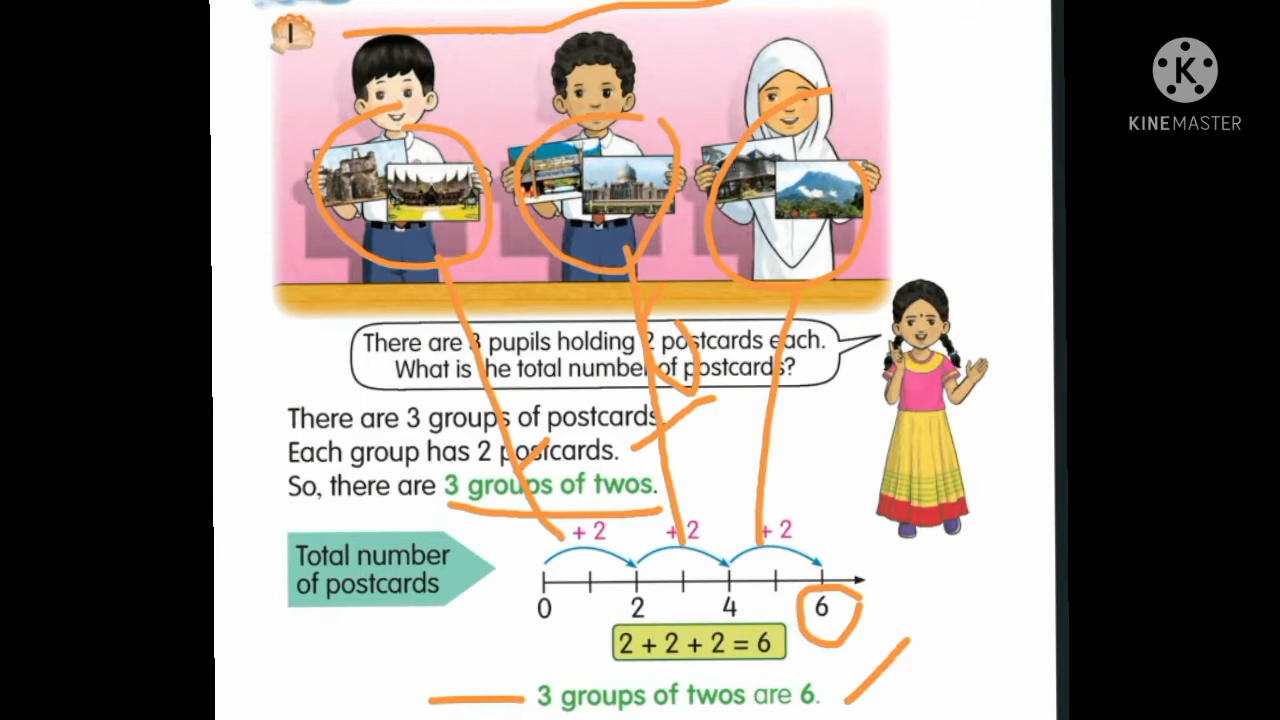 1
KINEMASTER
There are 3 pupils holding 2 postcards each.
What is the total number of postcards?
There are 3 groups of postcards.
Each group has 2 postcards.
So, there are 3 groups of twos.
+ 2 + 2 + 2
Total number
of postcards
0 2 4 6
2 + 2 + 2 = 6
3 groups of twos are 6.